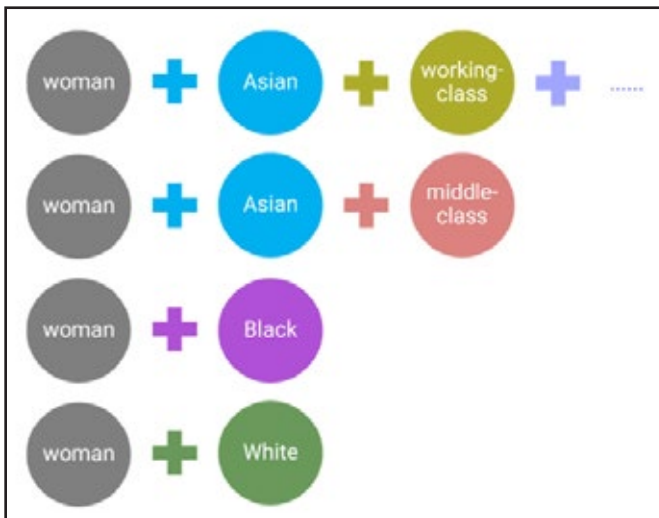 woman + Asian + working-
class + ......
woman + Asian + middle-
class
woman + Black
woman + White